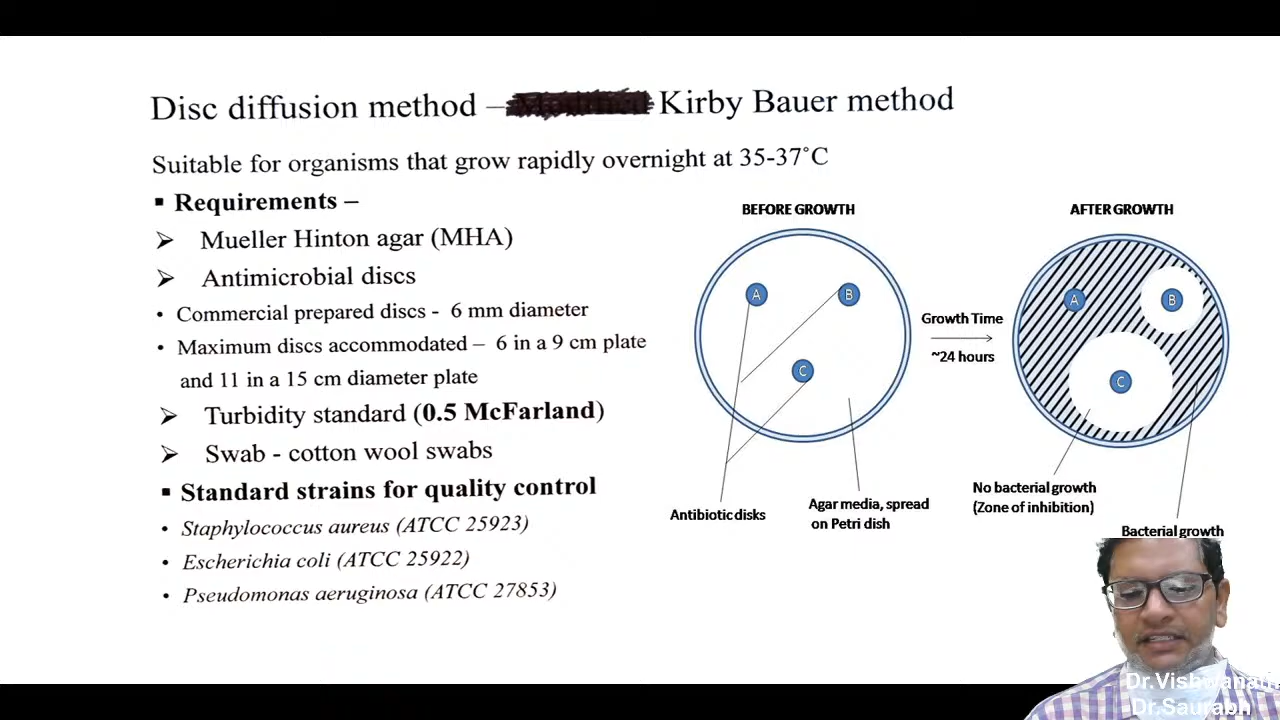 Disc diffusion method – Kirby Bauer method
Suitable for organisms that grow rapidly overnight at 35-37˚C
▪ Requirements –
➢ Mueller Hinton agar (MHA)
➢ Antimicrobial discs
• Commercial prepared discs - 6 mm diameter
• Maximum discs accommodated – 6 in a 9 cm plate
and 11 in a 15 cm diameter plate
➢ Turbidity standard (0.5 McFarland)
➢ Swab - cotton wool swabs
▪ Standard strains for quality control
• Staphylococcus aureus (ATCC 25923)
• Escherichia coli (ATCC 25922)
• Pseudomonas aeruginosa (ATCC 27853)
BEFORE GROWTH
A
B
C
Antibiotic disks
Agar media, spread
on Petri dish
Growth Time
~24 hours
AFTER GROWTH
A
B
C
No bacterial growth
(Zone of inhibition)
Bacterial growth
Dr.Saurabh